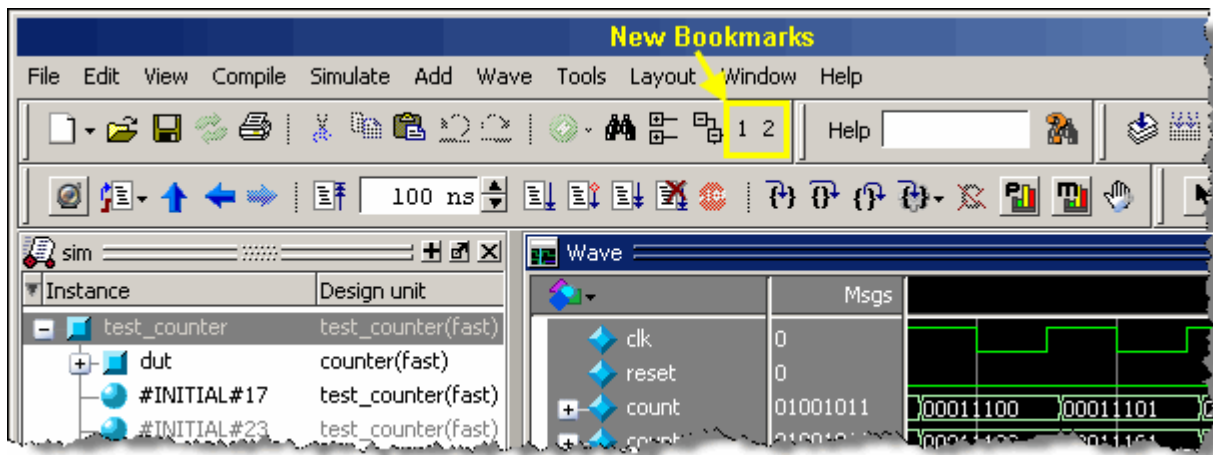 New Bookmarks
File Edit View Compile Simulate Add Wave Tools Layout Window Help
1 2 Help
100 ns
sim
Wave
Instance Design unit
Msgs
test_counter test_counter(fast)
clk 0
dut counter(fast)
reset 0
#INITIAL#17 test_counter(fast)
count 01001011 00011100 00011101
#INITIAL#23 test_counter(fast)